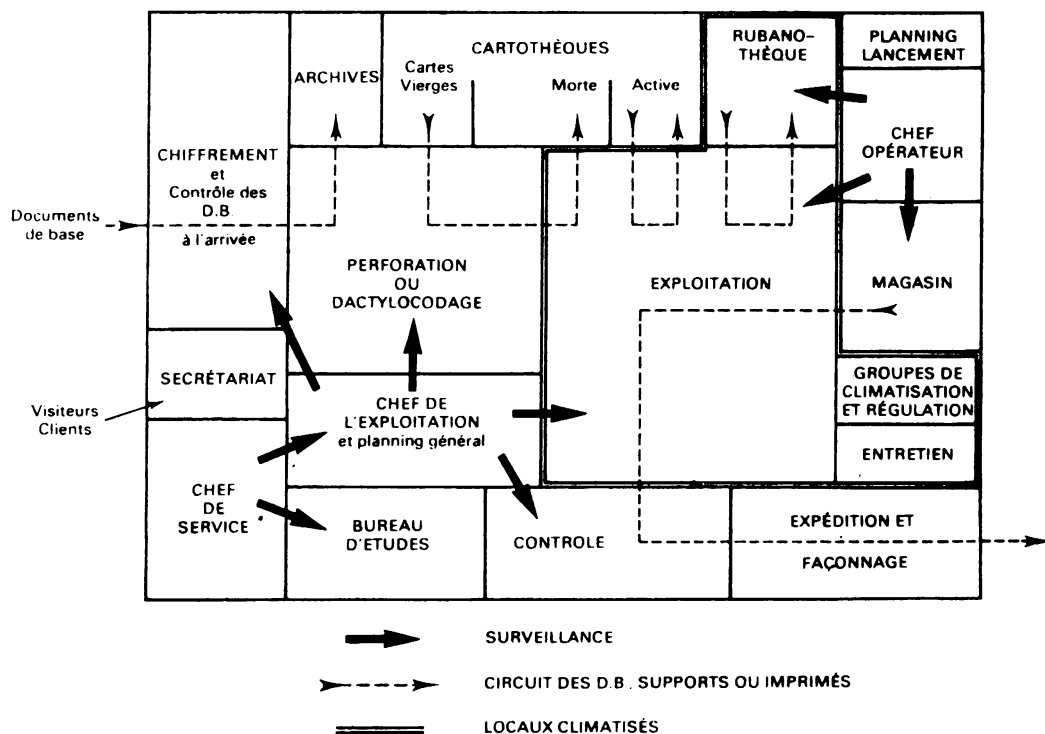 CARTOTHÈQUES
RUBANO-
THÈQUE
PLANNING
LANCEMENT
ARCHIVES
Cartes
Vierges
Morte
Active
CHEF
OPÉRATEUR
CHIFFREMENT
et
Contrôle des
D.B.
à l'arrivée
Documents
de base
PERFORATION
OU
DACTYLOCODAGE
EXPLOITATION
MAGASIN
SECRÉTARIAT
Visiteurs
Clients
CHEF DE
L'EXPLOITATION
et planning général
GROUPES DE
CLIMATISATION
ET RÉGULATION
ENTRETIEN
CHEF
DE
SERVICE
BUREAU
D'ETUDES
CONTROLE
EXPÉDITION ET
FAÇONNAGE
SURVEILLANCE
CIRCUIT DES D.B., SUPPORTS OU IMPRIMÉS
LOCAUX CLIMATISÉS